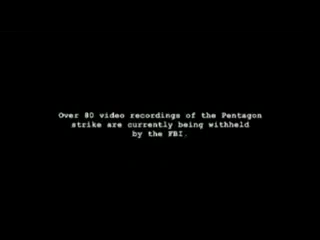 Over 80 video recordings of the Pentagon
strike are currently being withheld
by the FBI.